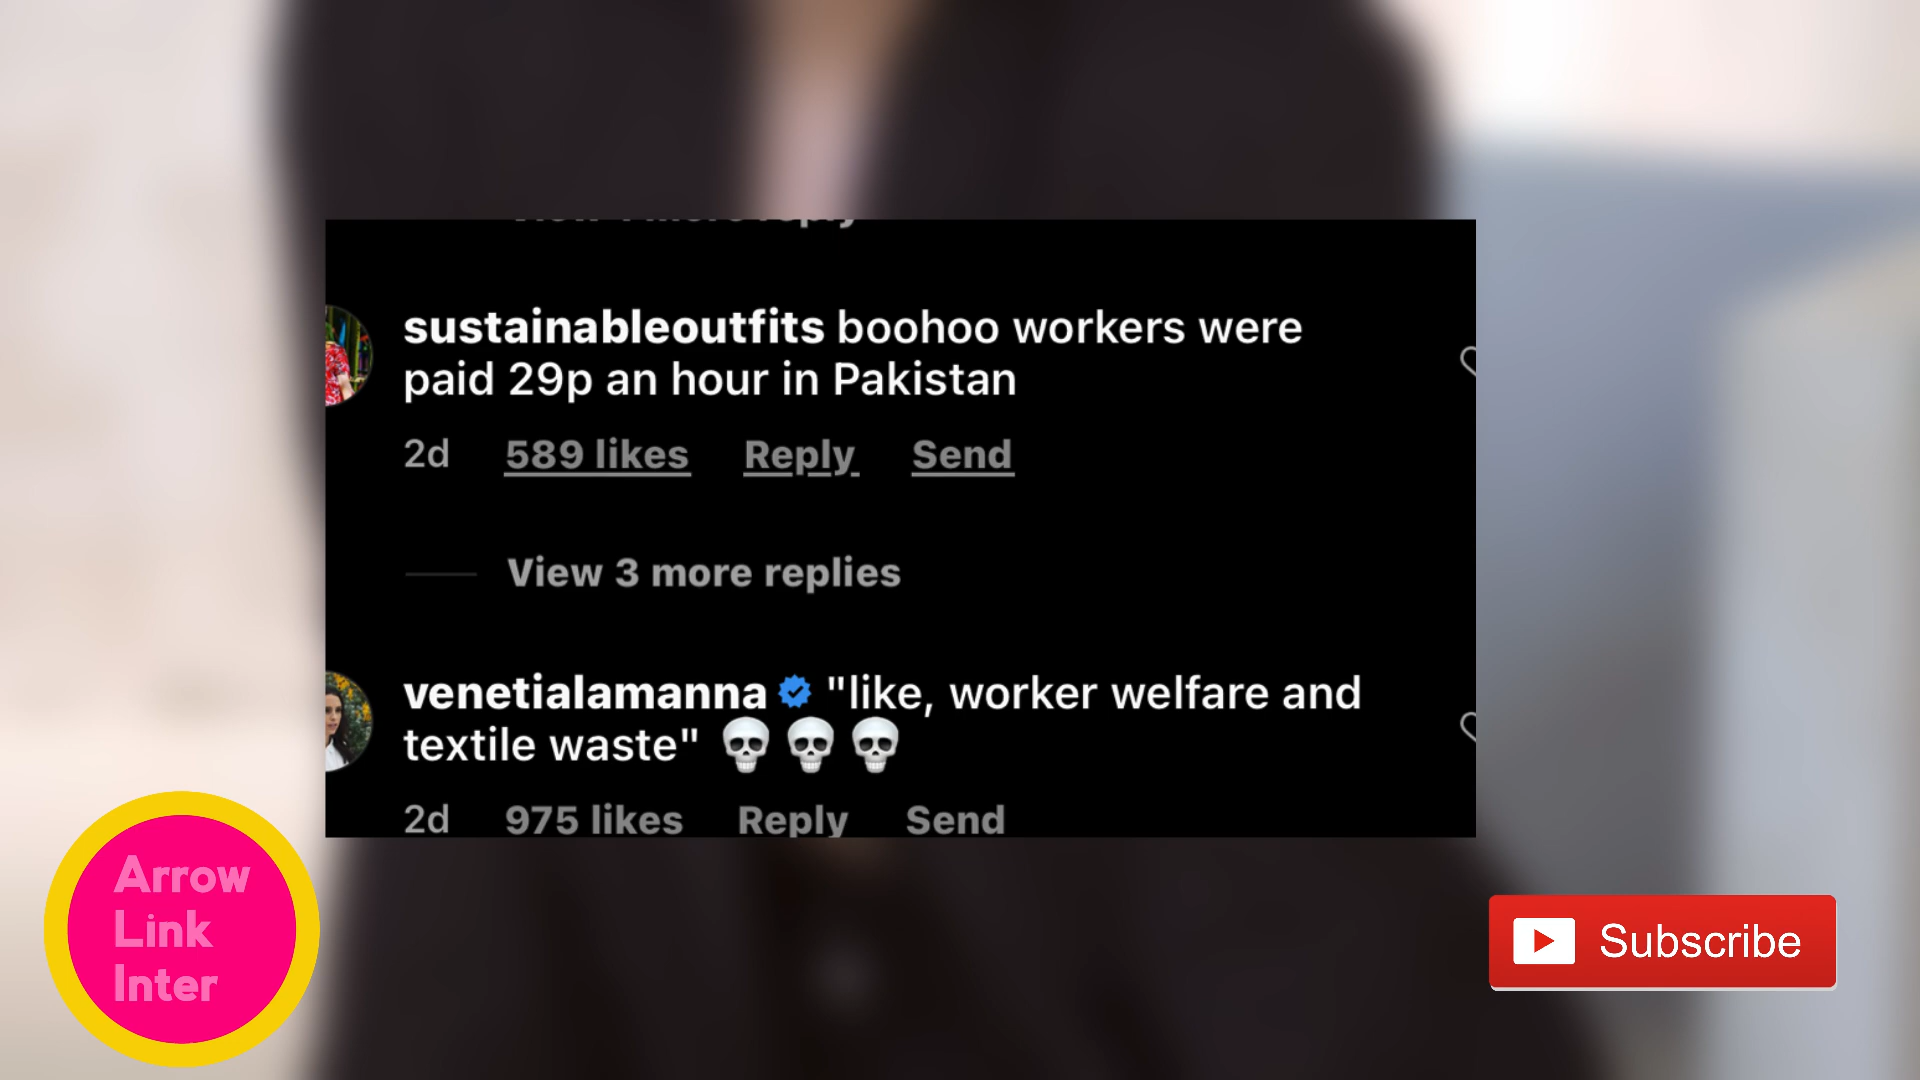 sustainableoutfits boohoo workers were
paid 29p an hour in Pakistan
2d 589 likes Reply Send
View 3 more replies
venetialamanna "like, worker welfare and
textile waste" 💀💀💀
2d 975 likes Reply Send
Arrow
Link
Inter
Subscribe